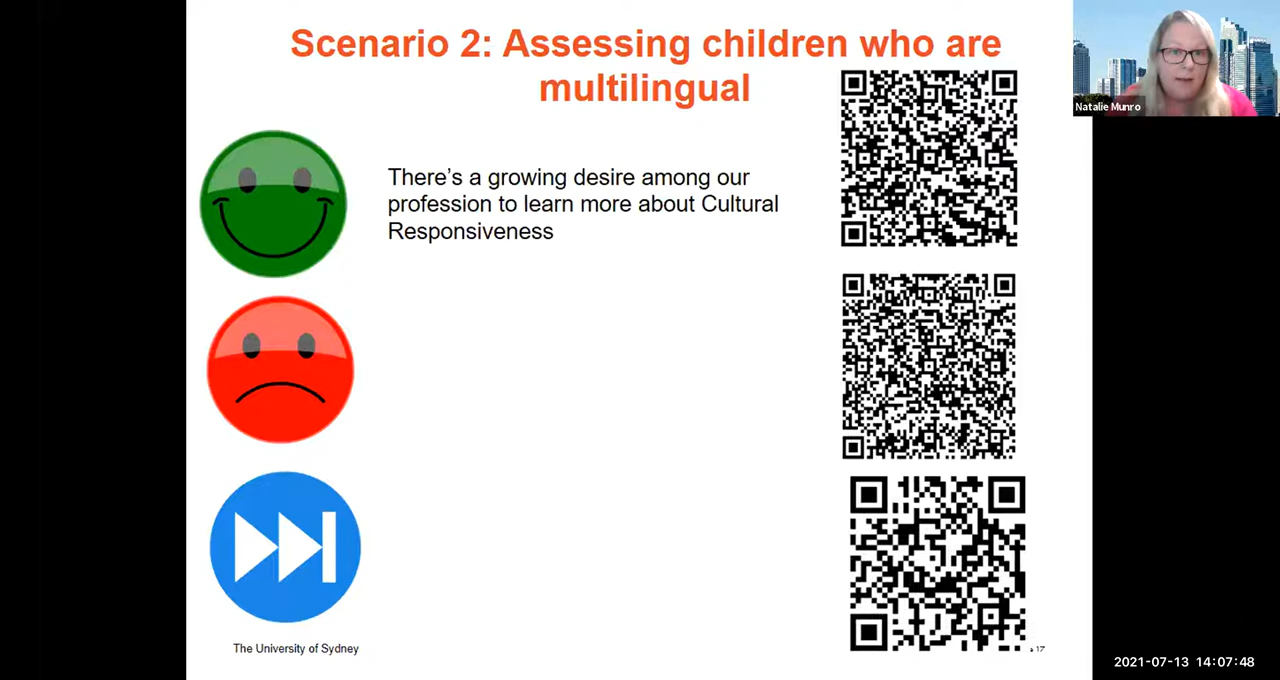 Scenario 2: Assessing children who are
multilingual
Natalie Munro
There's a growing desire among our
profession to learn more about Cultural
Responsiveness
The University of Sydney
17
2021-07-13 14:07:48